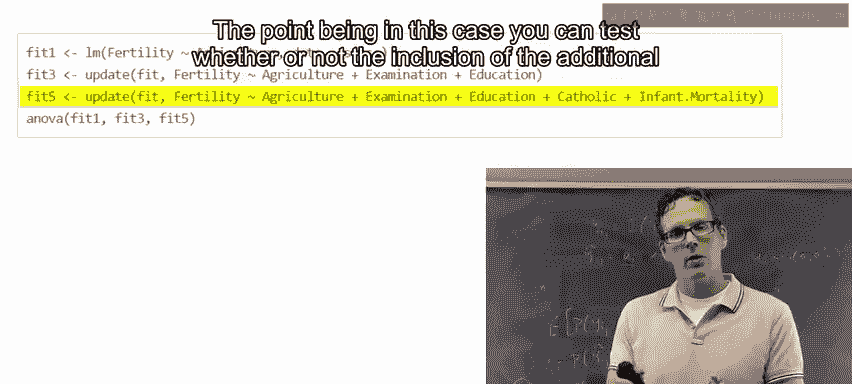 The point being in this case you can test
whether or not the inclusion of the additional
fit1 <- lm(Fertility ~
fit3 <- update(fit, Fertility ~ Agriculture + Examination + Education)
fit5 <- update(fit, Fertility ~ Agriculture + Examination + Education + Catholic + Infant.Mortality)
anova(fit1, fit3, fit5)